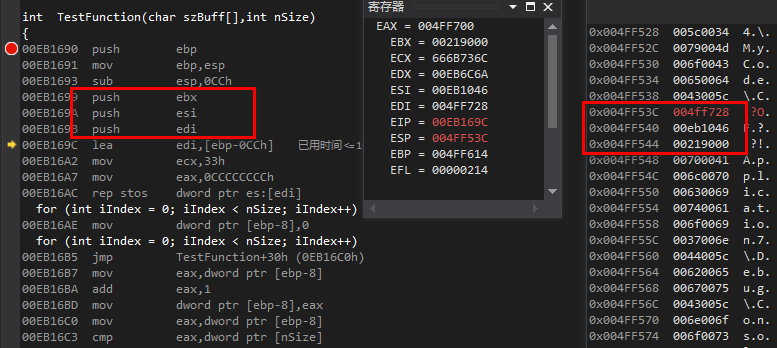 int  TestFunction(char szBuff[],int nSize)
{
00EB1690  push        ebp
00EB1691  mov         ebp,esp
00EB1693  sub         esp,0CCh
00EB1699  push        ebx
00EB169A  push        esi
00EB169B  push        edi
00EB169C  lea         edi,[ebp-0CCh]  已用时间<=1
00EB16A2  mov         ecx,33h
00EB16A7  mov         eax,0CCCCCCCCh
00EB16AC  rep stos    dword ptr es:[edi]
for (int iIndex = 0; iIndex < nSize; iIndex++)
00EB16AE  mov         dword ptr [ebp-8],0
for (int iIndex = 0; iIndex < nSize; iIndex++)
00EB16B5  jmp         TestFunction+30h (0EB16C0h)
00EB16B7  mov         eax,dword ptr [ebp-8]
00EB16BA  add         eax,1
00EB16BD  mov         dword ptr [ebp-8],eax
00EB16C0  mov         eax,dword ptr [ebp-8]
00EB16C3  cmp         eax,dword ptr [nSize]
寄存器
EAX = 004FF700
EBX = 00219000
ECX = 666B736C
EDX = 00EB6C6A
ESI = 00EB1046
EDI = 004FF728
EIP = 00EB169C
ESP = 004FF53C
EBP = 004FF614
EFL = 00000214
0x004FF528  005c0034  4.\.
0x004FF52C  0079004d  M.y.
0x004FF530  006f0043  C.o.
0x004FF534  00650064  d.e.
0x004FF538  0043005c  \.C.
0x004FF53C  004ff728  ?O.
0x004FF540  00eb1046  F.?.
0x004FF544  00219000  .?!.
0x004FF548  00700041  A.p.
0x004FF54C  006c0070  p.l.
0x004FF550  00630069  i.c.
0x004FF554  00740061  a.t.
0x004FF558  006f0069  i.o.
0x004FF55C  0037006e  n.7.
0x004FF560  0044005c  \.D.
0x004FF564  00620065  e.b.
0x004FF568  00670075  u.g.
0x004FF56C  0043005c  \.C.
0x004FF570  006e006f  o.n.
0x004FF574  006f0073  s.o.